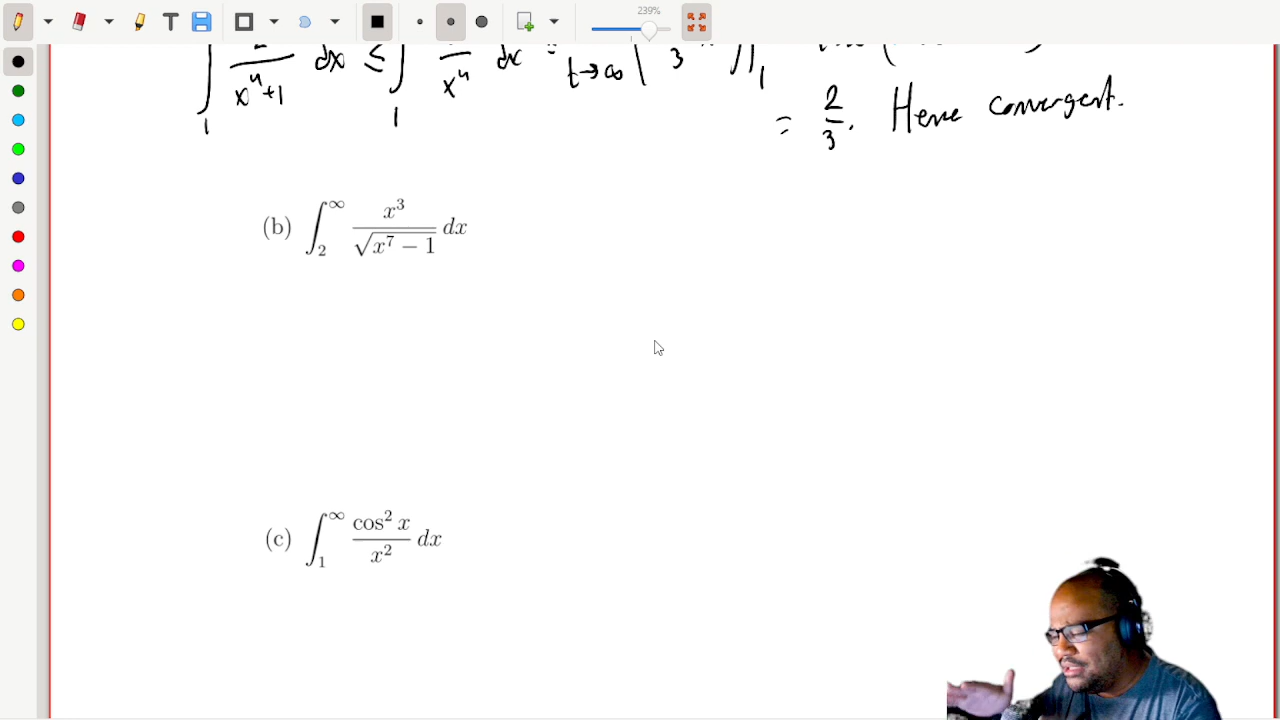 239%
∫₁ 2/(x⁴+1) dx ≤ ∫₁ /x⁴ dx = t→∞ ( 3 )|₁
= 2/3. Hence convergent.
(b) ∫₂^∞ x³/√(x⁷ − 1) dx
(c) ∫₁^∞ cos² x/x² dx